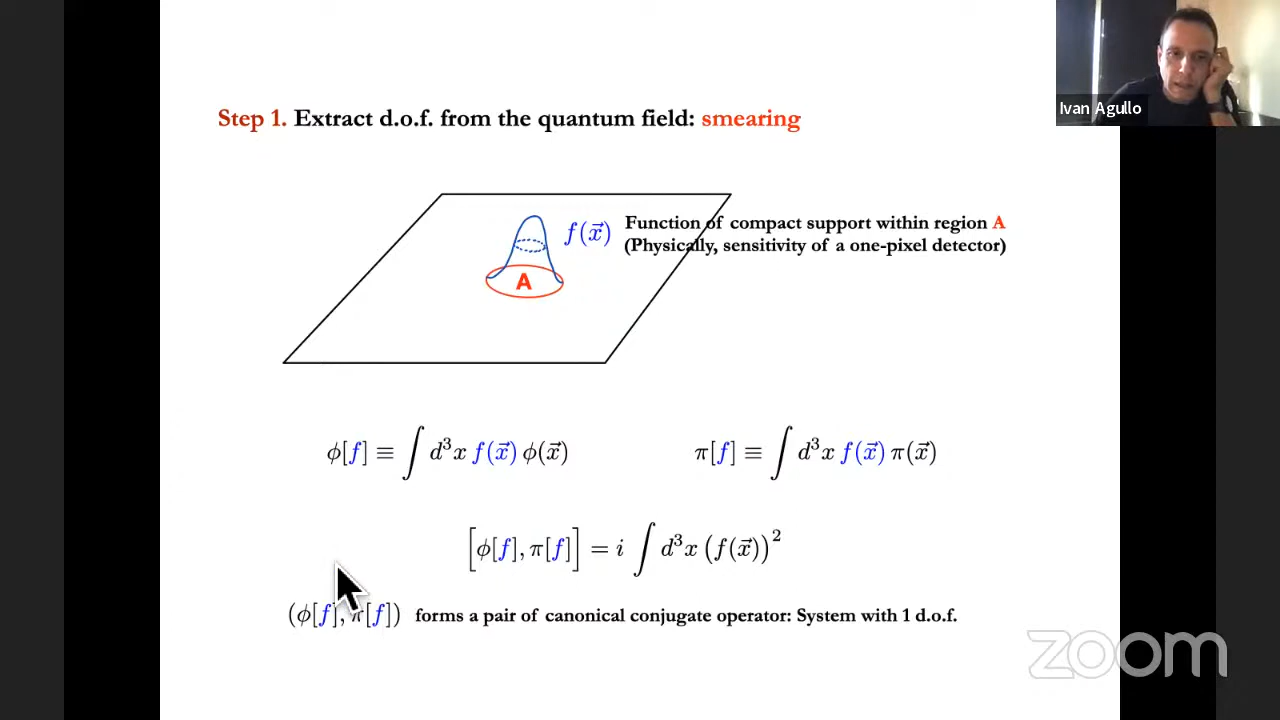 Ivan Agullo
Step 1. Extract d.o.f. from the quantum field: smearing
f(x⃗)
Function of compact support within region A
(Physically, sensitivity of a one-pixel detector)
A
ϕ[f] ≡ ∫ d³x f(x⃗) ϕ(x⃗)
π[f] ≡ ∫ d³x f(x⃗) π(x⃗)
[ϕ[f], π[f]] = i ∫ d³x (f(x⃗))²
(ϕ[f], π[f]) forms a pair of canonical conjugate operator: System with 1 d.o.f.
zoom